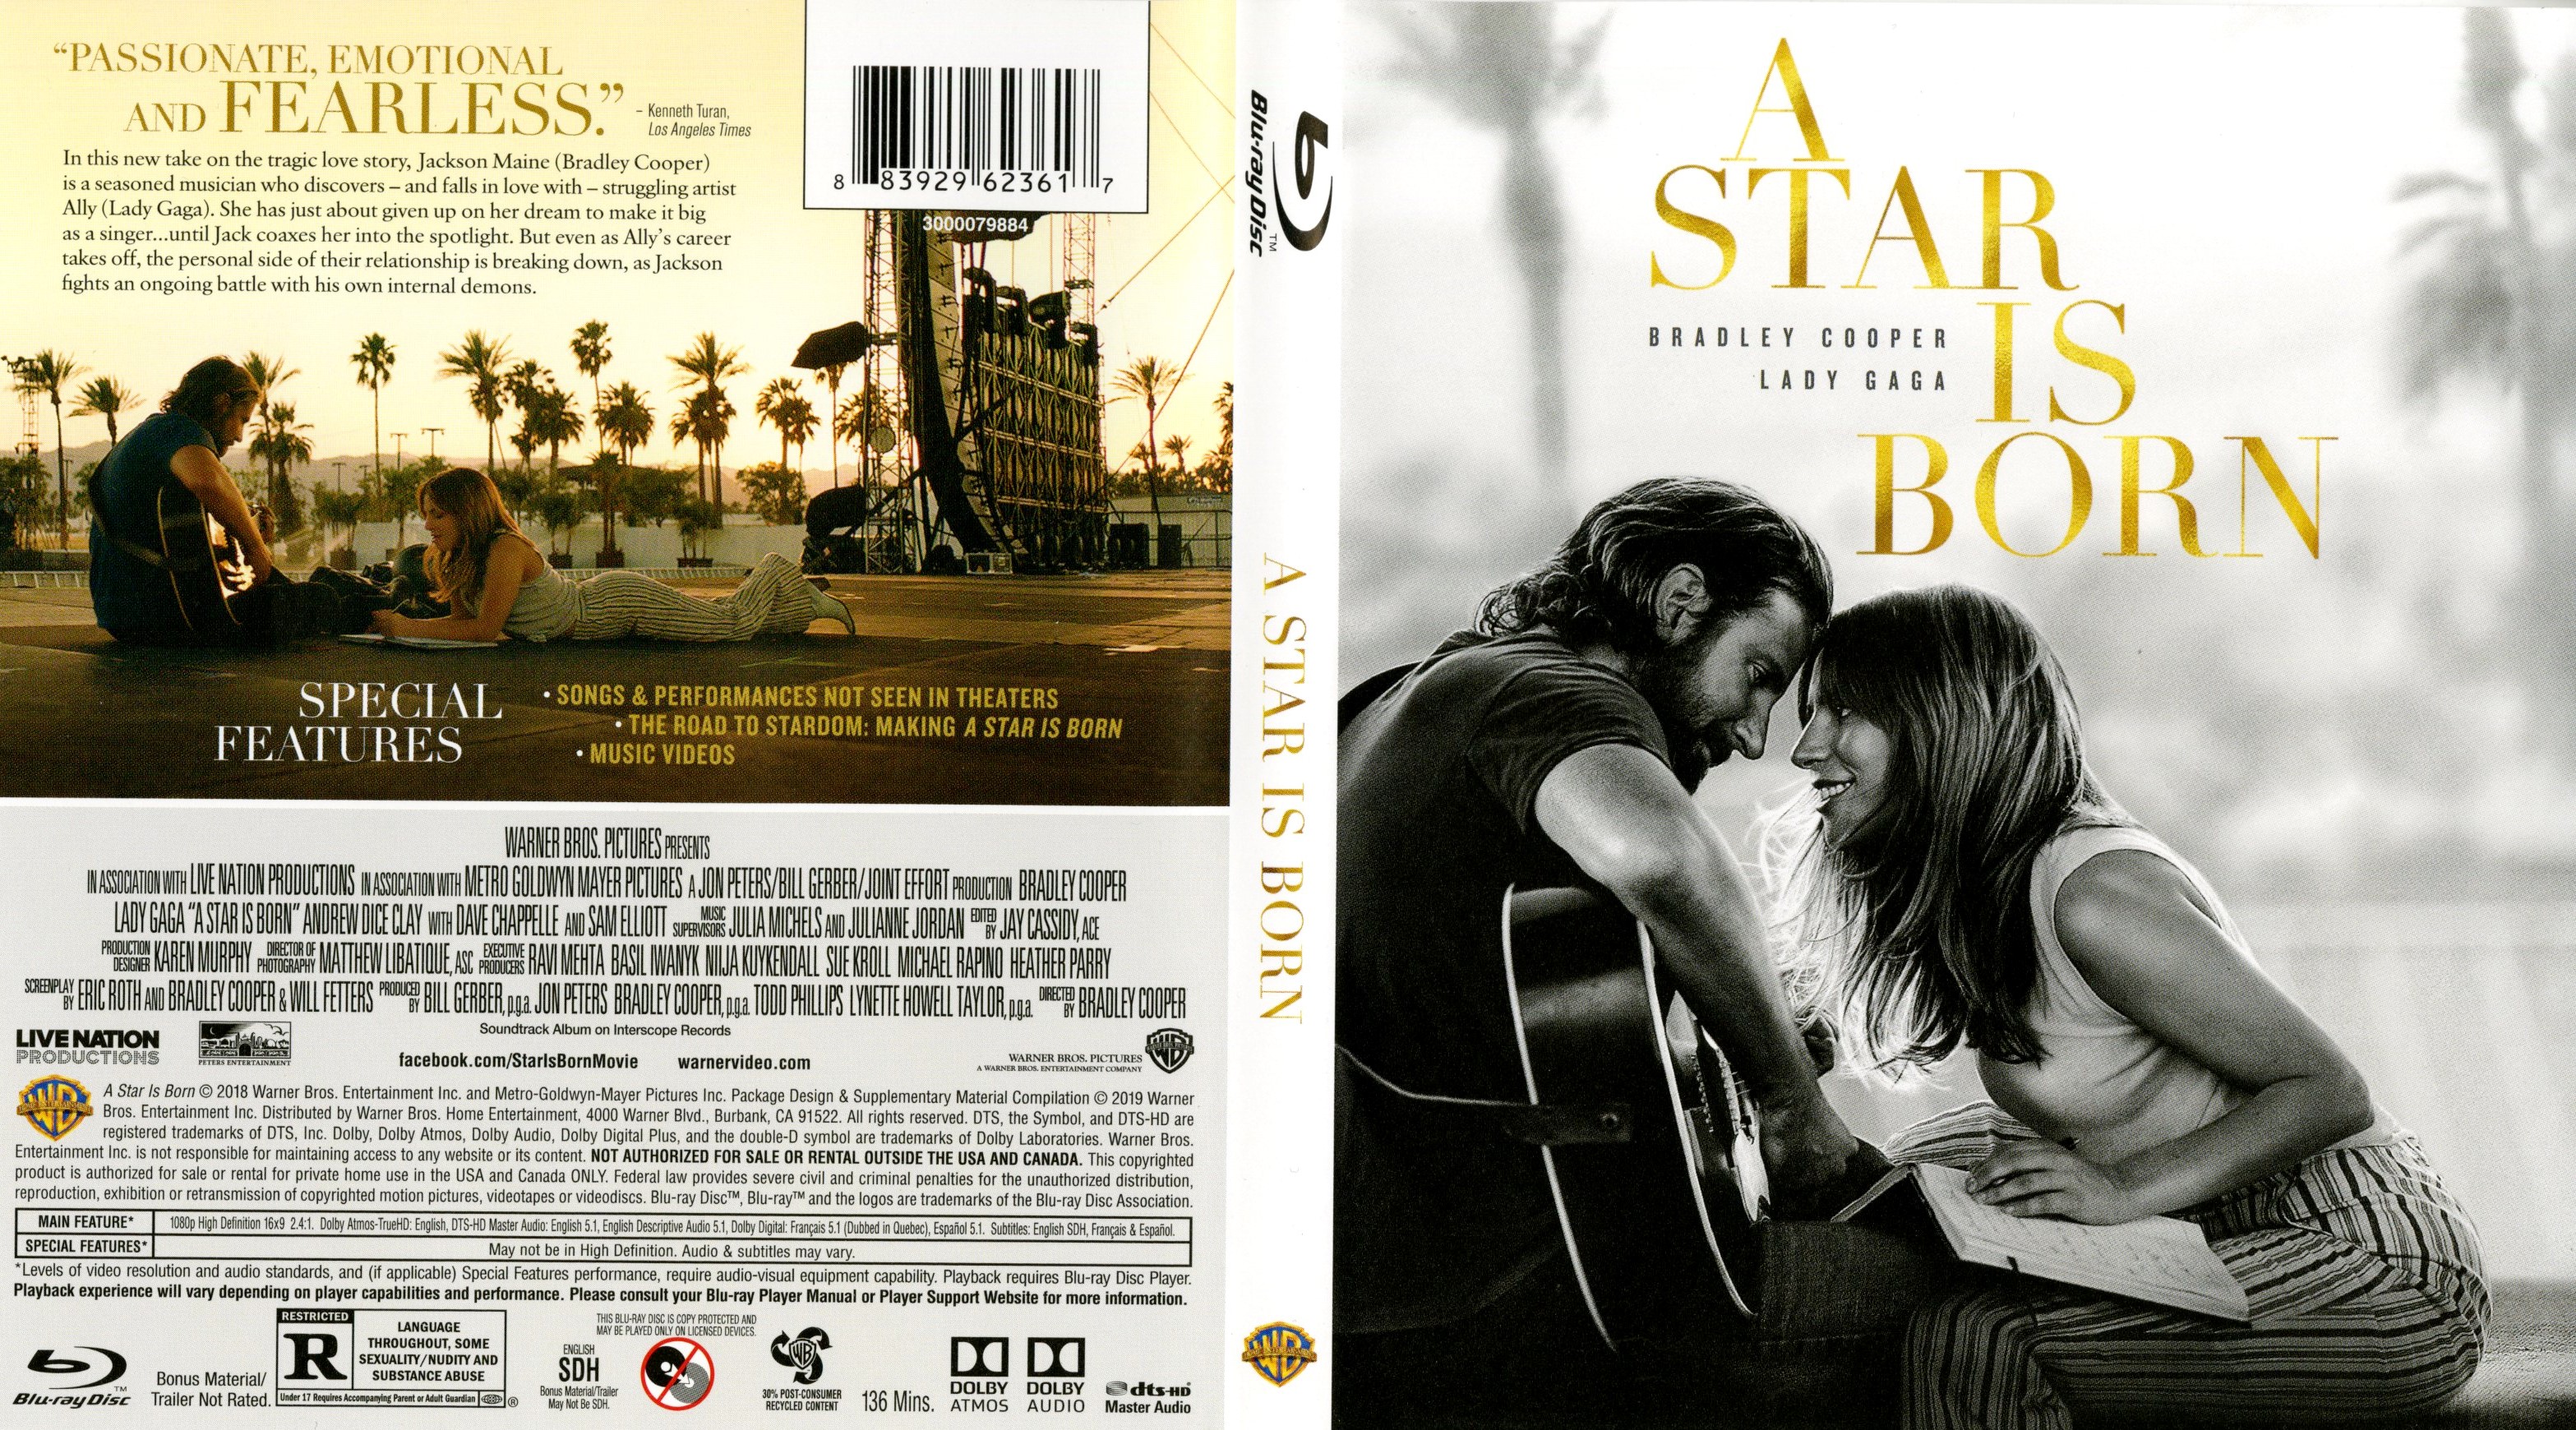 “PASSIONATE, EMOTIONAL
AND FEARLESS.”
– Kenneth Turan,
Los Angeles Times
In this new take on the tragic love story, Jackson Maine (Bradley Cooper)
is a seasoned musician who discovers – and falls in love with – struggling artist
Ally (Lady Gaga). She has just about given up on her dream to make it big
as a singer...until Jack coaxes her into the spotlight. But even as Ally’s career
takes off, the personal side of their relationship is breaking down, as Jackson
fights an ongoing battle with his own internal demons.
8 83929 62361 7
3000079884
SPECIAL
FEATURES
• SONGS & PERFORMANCES NOT SEEN IN THEATERS
• THE ROAD TO STARDOM: MAKING A STAR IS BORN
• MUSIC VIDEOS
WARNER BROS. PICTURES PRESENTS
IN ASSOCIATION WITH LIVE NATION PRODUCTIONS IN ASSOCIATION WITH METRO GOLDWYN MAYER PICTURES A JON PETERS/BILL GERBER/JOINT EFFORT PRODUCTION BRADLEY COOPER
LADY GAGA “A STAR IS BORN” ANDREW DICE CLAY WITH DAVE CHAPPELLE AND SAM ELLIOTT MUSIC SUPERVISORS JULIA MICHELS AND JULIANNE JORDAN EDITED BY JAY CASSIDY, ACE
PRODUCTION DESIGNER KAREN MURPHY DIRECTOR OF PHOTOGRAPHY MATTHEW LIBATIQUE, ASC EXECUTIVE PRODUCERS RAVI MEHTA BASIL IWANYK NIIJA KUYKENDALL SUE KROLL MICHAEL RAPINO HEATHER PARRY
SCREENPLAY BY ERIC ROTH AND BRADLEY COOPER & WILL FETTERS PRODUCED BY BILL GERBER, p.g.a. JON PETERS BRADLEY COOPER, p.g.a. TODD PHILLIPS LYNETTE HOWELL TAYLOR, p.g.a. DIRECTED BY BRADLEY COOPER
Soundtrack Album on Interscope Records
LIVE NATION
PRODUCTIONS
PETERS ENTERTAINMENT
facebook.com/StarIsBornMovie warnervideo.com
WARNER BROS. PICTURES
A WARNER BROS. ENTERTAINMENT COMPANY
A Star Is Born © 2018 Warner Bros. Entertainment Inc. and Metro-Goldwyn-Mayer Pictures Inc. Package Design & Supplementary Material Compilation © 2019 Warner
Bros. Entertainment Inc. Distributed by Warner Bros. Home Entertainment, 4000 Warner Blvd., Burbank, CA 91522. All rights reserved. DTS, the Symbol, and DTS-HD are
registered trademarks of DTS, Inc. Dolby, Dolby Atmos, Dolby Audio, Dolby Digital Plus, and the double-D symbol are trademarks of Dolby Laboratories. Warner Bros.
Entertainment Inc. is not responsible for maintaining access to any website or its content. NOT AUTHORIZED FOR SALE OR RENTAL OUTSIDE THE USA AND CANADA. This copyrighted
product is authorized for sale or rental for private home use in the USA and Canada ONLY. Federal law provides severe civil and criminal penalties for the unauthorized distribution,
reproduction, exhibition or retransmission of copyrighted motion pictures, videotapes or videodiscs. Blu-ray Disc™, Blu-ray™ and the logos are trademarks of the Blu-ray Disc Association.
MAIN FEATURE* 1080p High Definition 16x9 2.4:1. Dolby Atmos-TrueHD: English, DTS-HD Master Audio: English 5.1, English Descriptive Audio 5.1, Dolby Digital: Français 5.1 (Dubbed in Quebec), Español 5.1. Subtitles: English SDH, Français & Español.
SPECIAL FEATURES* May not be in High Definition. Audio & subtitles may vary.
*Levels of video resolution and audio standards, and (if applicable) Special Features performance, require audio-visual equipment capability. Playback requires Blu-ray Disc Player.
Playback experience will vary depending on player capabilities and performance. Please consult your Blu-ray Player Manual or Player Support Website for more information.
Blu-ray Disc™
Bonus Material/
Trailer Not Rated.
RESTRICTED
R
LANGUAGE
THROUGHOUT, SOME
SEXUALITY/NUDITY AND
SUBSTANCE ABUSE
Under 17 Requires Accompanying Parent or Adult Guardian ®
THIS BLU-RAY DISC IS COPY PROTECTED AND
MAY BE PLAYED ONLY ON LICENSED DEVICES.
ENGLISH
SDH
Bonus Material/Trailer
May Not Be SDH.
30% POST-CONSUMER
RECYCLED CONTENT
136 Mins.
DOLBY
ATMOS
DOLBY
AUDIO
dts-HD
Master Audio
Blu-ray Disc™
A STAR IS BORN
A
STAR
IS
BORN
BRADLEY COOPER
LADY GAGA